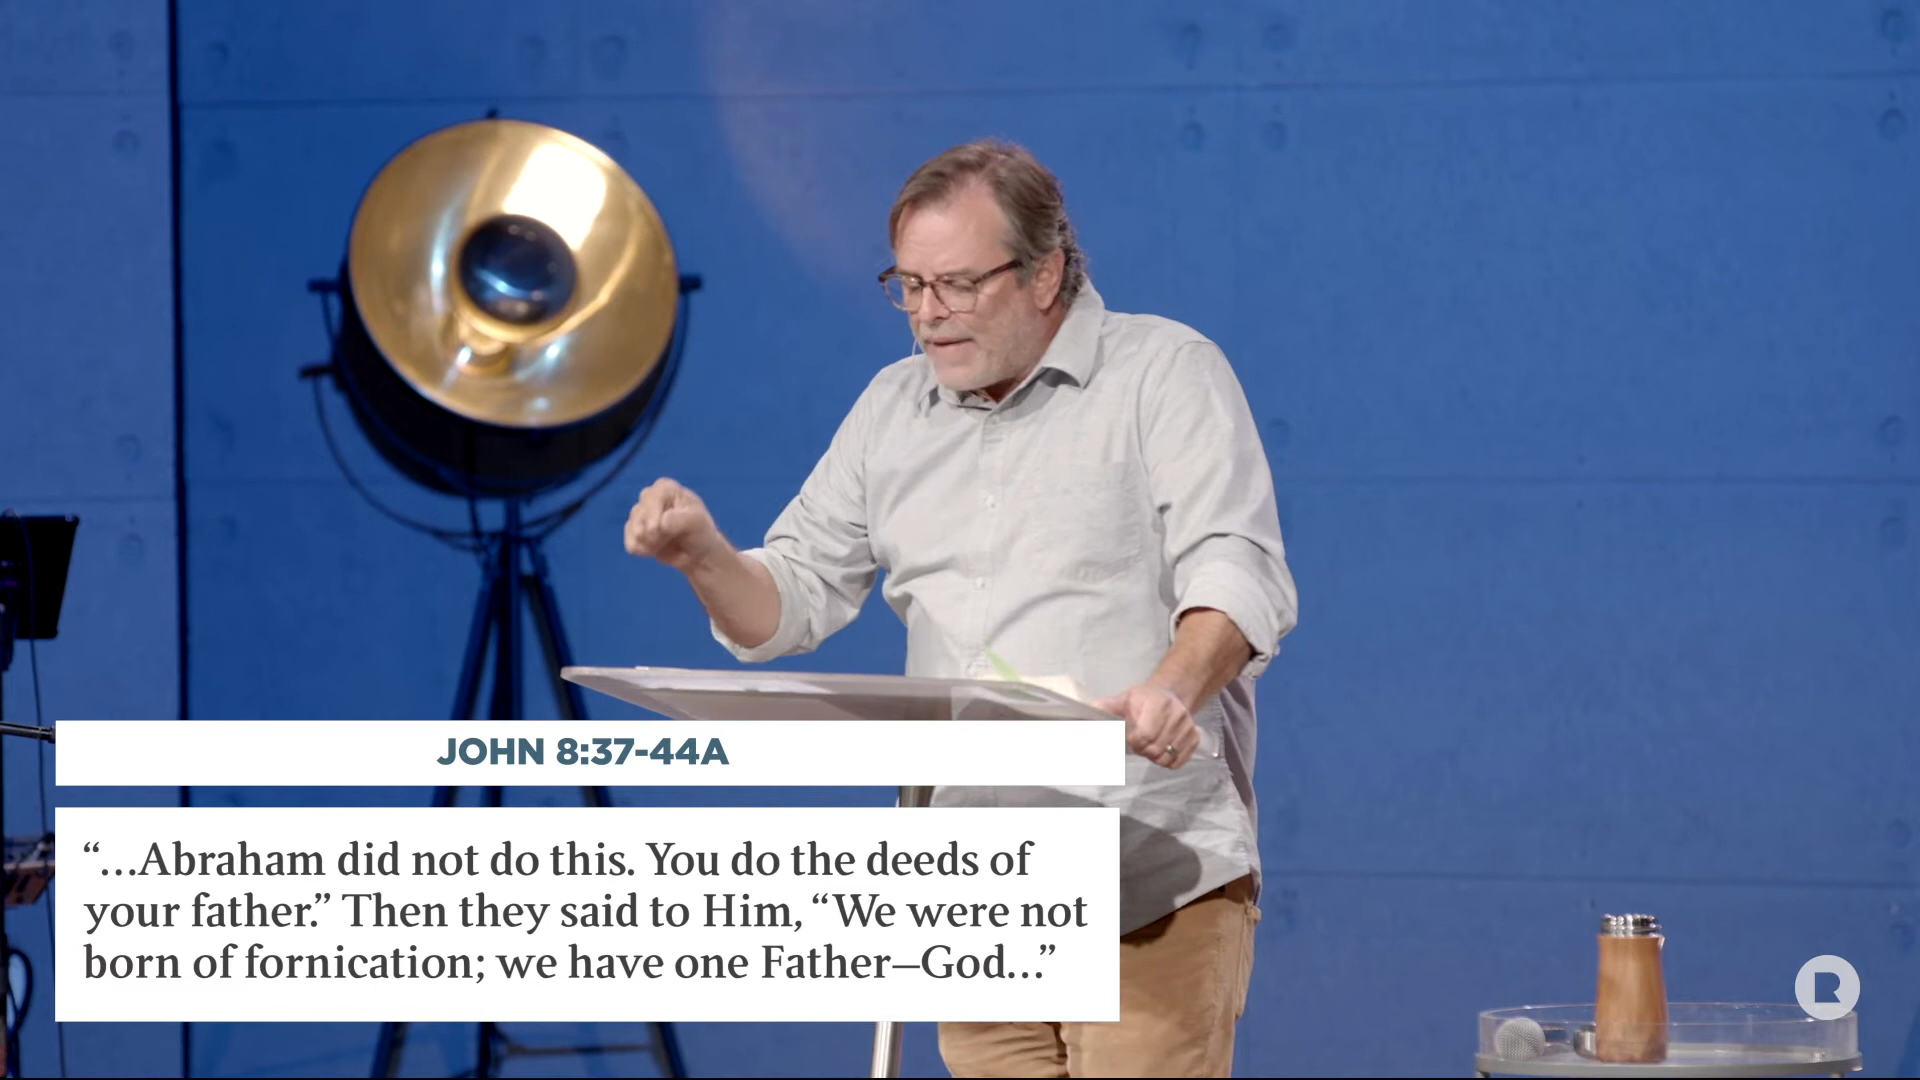 JOHN 8:37-44A
“…Abraham did not do this. You do the deeds of
your father.” Then they said to Him, “We were not
born of fornication; we have one Father—God…”
R